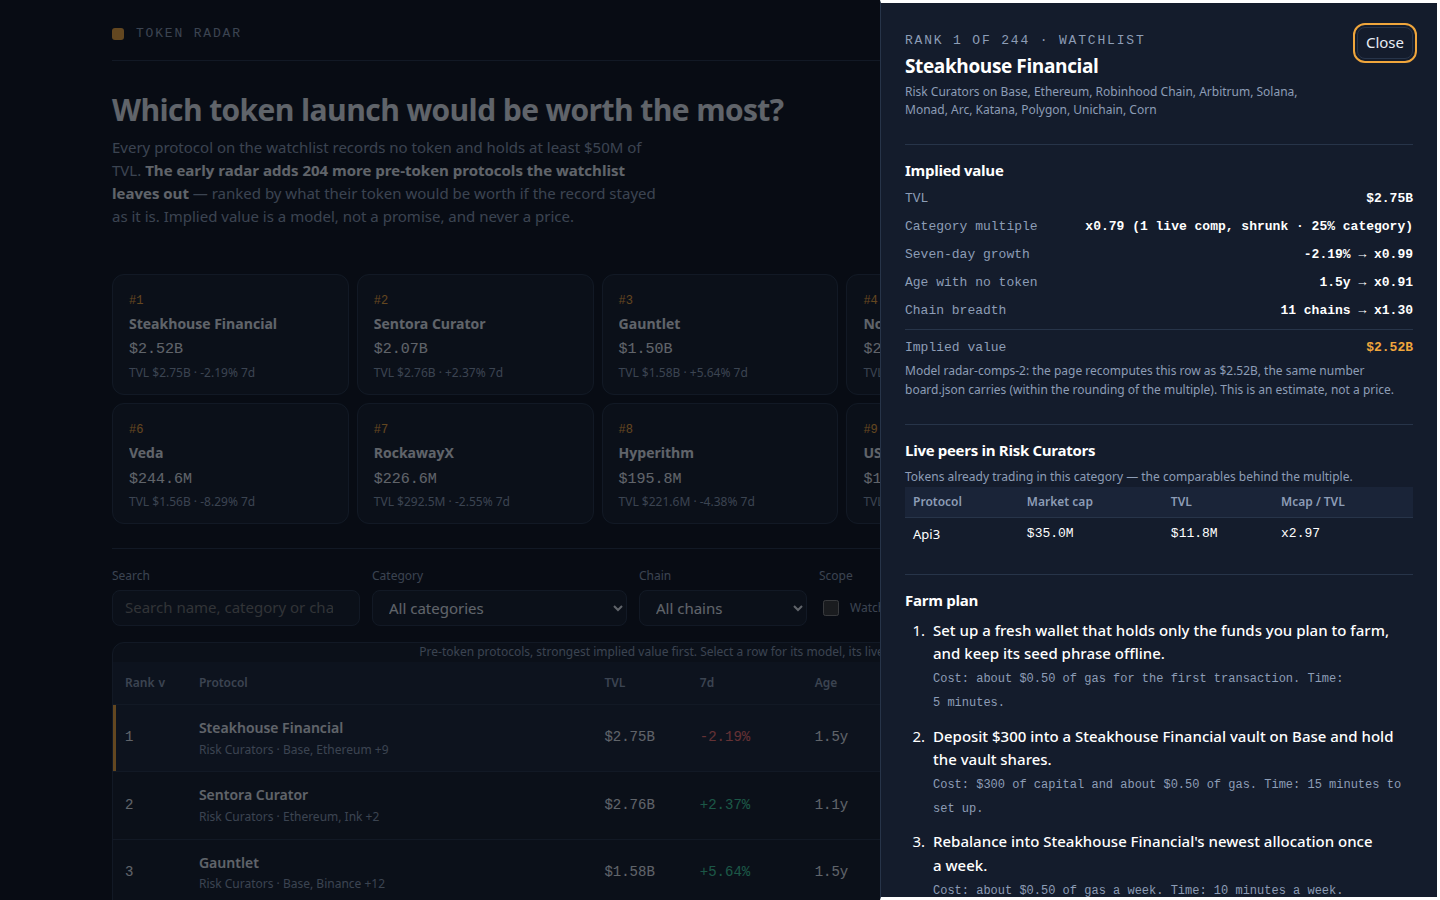 TOKEN RADAR
Which token launch would be worth the most?
Every protocol on the watchlist records no token and holds at least $50M of
TVL. The early radar adds 204 more pre-token protocols the watchlist
leaves out — ranked by what their token would be worth if the record stayed
as it is. Implied value is a model, not a promise, and never a price.
#1
Steakhouse Financial
$2.52B
TVL $2.75B · -2.19% 7d
#2
Sentora Curator
$2.07B
TVL $2.76B · +2.37% 7d
#3
Gauntlet
$1.50B
TVL $1.58B · +5.64% 7d
#4
#6
Veda
$244.6M
TVL $1.56B · -8.29% 7d
#7
RockawayX
$226.6M
TVL $292.5M · -2.55% 7d
#8
Hyperithm
$195.8M
TVL $221.6M · -4.38% 7d
#9
Search
Category
Chain
Scope
Search name, category or cha
All categories
All chains
Pre-token protocols, strongest implied value first. Select a row for its model, its live
Rank v
Protocol
TVL
7d
Age
1
Steakhouse Financial
Risk Curators · Base, Ethereum +9
$2.75B
-2.19%
1.5y
2
Sentora Curator
Risk Curators · Ethereum, Ink +2
$2.76B
+2.37%
1.1y
3
Gauntlet
Risk Curators · Base, Binance +12
$1.58B
+5.64%
1.5y
RANK 1 OF 244 · WATCHLIST
Close
Steakhouse Financial
Risk Curators on Base, Ethereum, Robinhood Chain, Arbitrum, Solana,
Monad, Arc, Katana, Polygon, Unichain, Corn
Implied value
TVL $2.75B
Category multiple x0.79 (1 live comp, shrunk · 25% category)
Seven-day growth -2.19% → x0.99
Age with no token 1.5y → x0.91
Chain breadth 11 chains → x1.30
Implied value $2.52B
Model radar-comps-2: the page recomputes this row as $2.52B, the same number
board.json carries (within the rounding of the multiple). This is an estimate, not a price.
Live peers in Risk Curators
Tokens already trading in this category — the comparables behind the multiple.
Protocol Market cap TVL Mcap / TVL
Api3 $35.0M $11.8M x2.97
Farm plan
1. Set up a fresh wallet that holds only the funds you plan to farm,
and keep its seed phrase offline.
Cost: about $0.50 of gas for the first transaction. Time:
5 minutes.
2. Deposit $300 into a Steakhouse Financial vault on Base and hold
the vault shares.
Cost: $300 of capital and about $0.50 of gas. Time: 15 minutes to
set up.
3. Rebalance into Steakhouse Financial's newest allocation once
a week.
Cost: about $0.50 of gas a week. Time: 10 minutes a week.